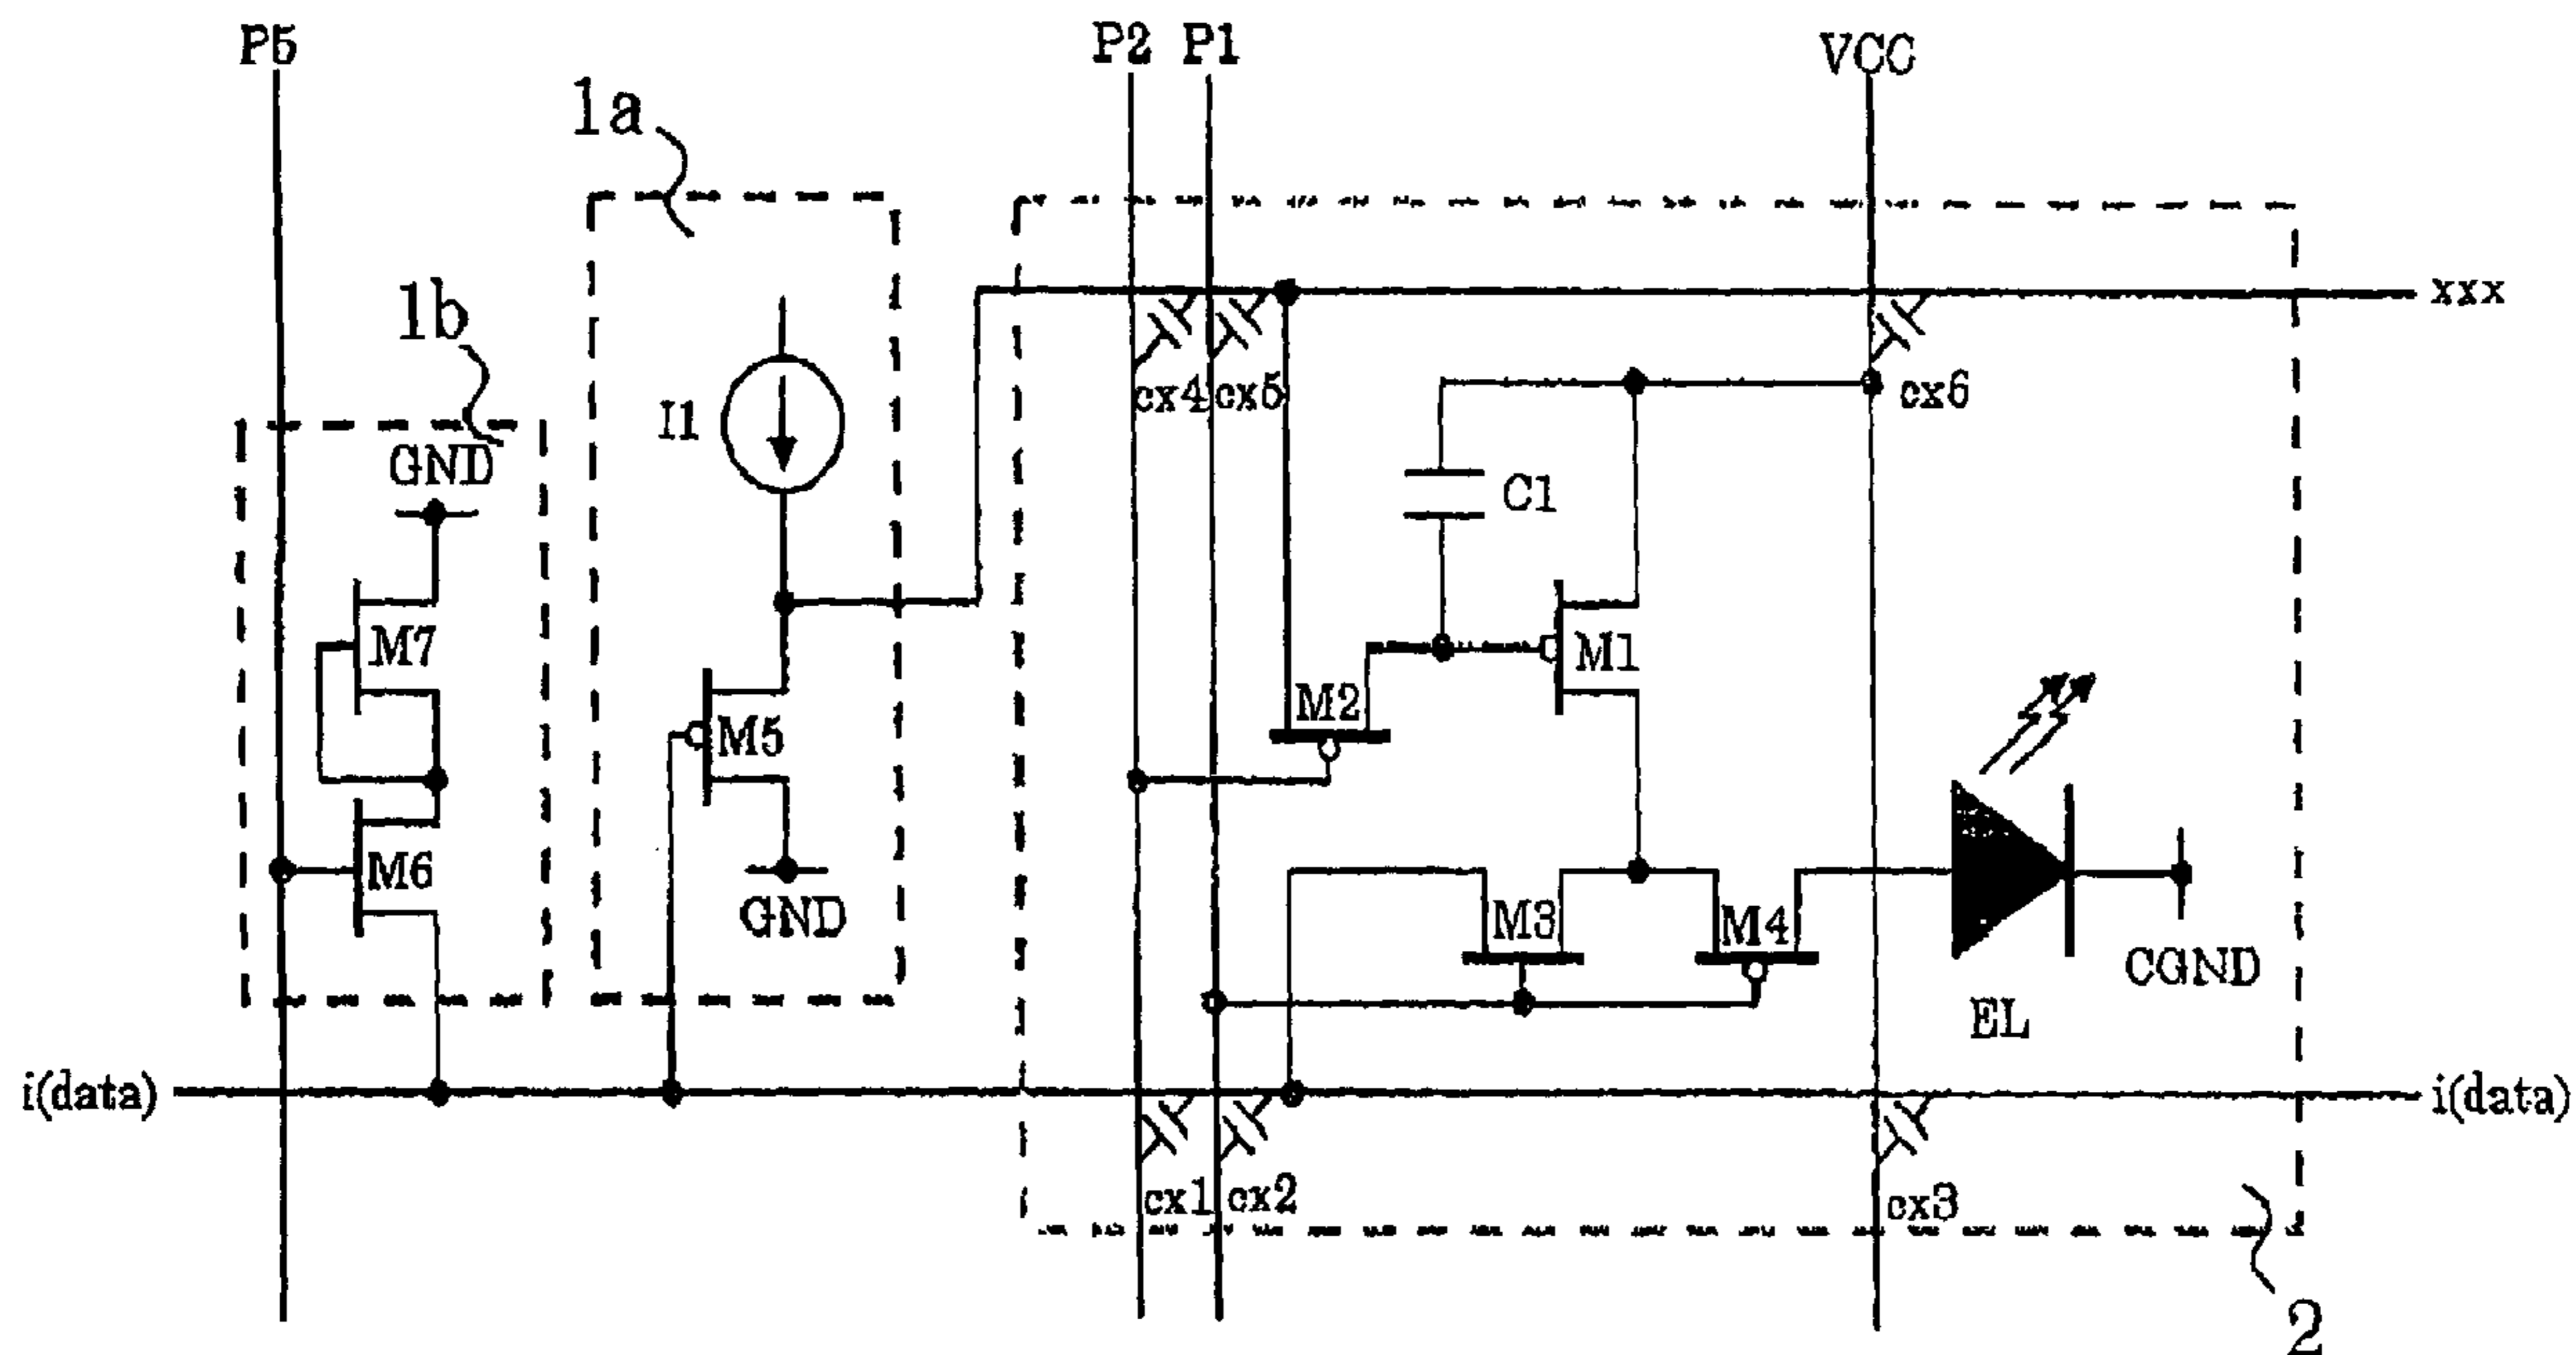 P5
P2 P1
VCC
1a
1b
xxx
cx4
cx5
cx6
I1
GND
C1
M7
M1
M2
M5
M6
GND
M3
M4
CGND
EL
i(data)
i(data)
cx1
cx2
cx3
2